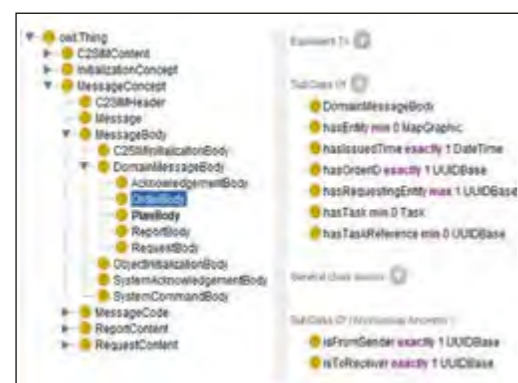 owl:Thing
C2SIMContent
InitializationConcept
MessageConcept
C2SIMHeader
Message
MessageBody
C2SIMInitializationBody
DomainMessageBody
AcknowledgementBody
OrderBody
PlanBody
ReportBody
RequestBody
ObjectInitializationBody
SystemAcknowledgementBody
SystemCommandBody
MessageCode
ReportContent
RequestContent
Equivalent To
SubClass Of
DomainMessageBody
hasEntity min 0 MapGraphic
hasIssuedTime exactly 1 DateTime
hasOrderID exactly 1 UUIDBase
hasRequestingEntity max 1 UUIDBase
hasTask min 0 Task
hasTaskReference min 0 UUIDBase
General class axioms
SubClass Of (Anonymous Ancestor)
isFromSender exactly 1 UUIDBase
isToReceiver exactly 1 UUIDBase